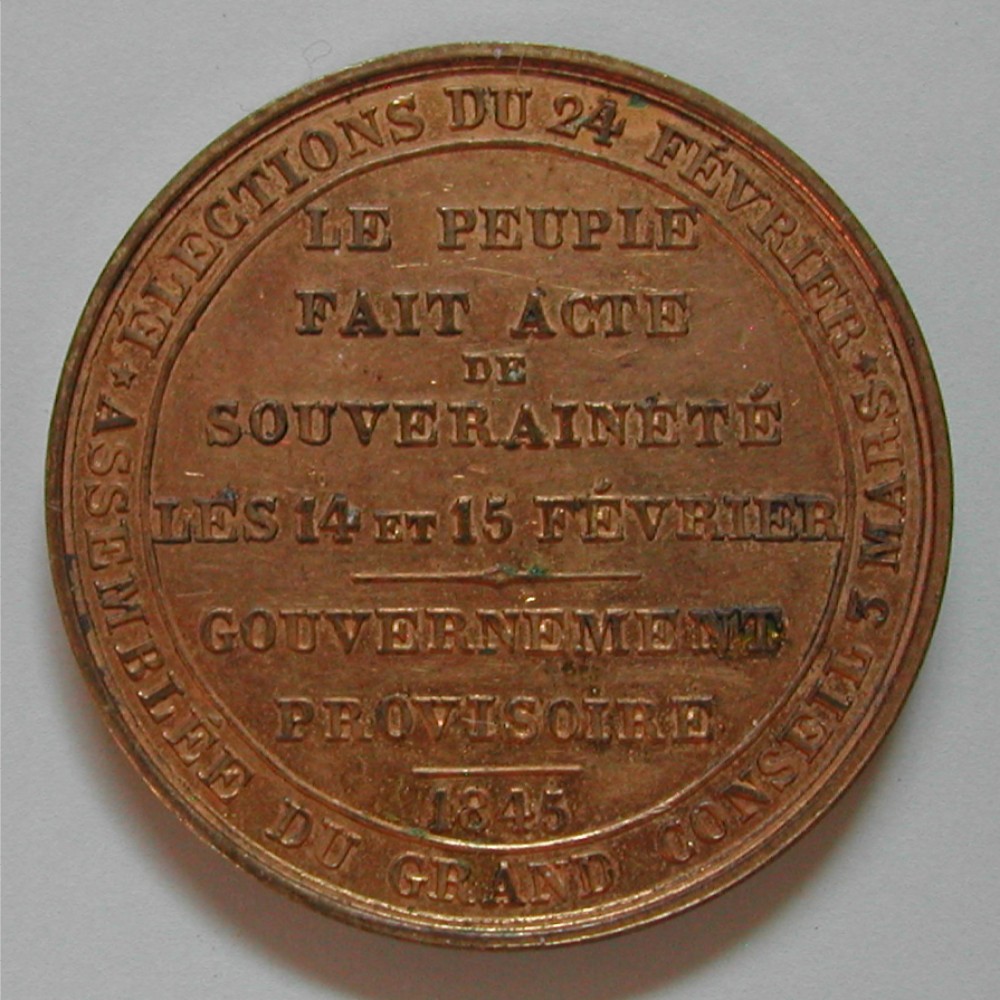 ÉLECTIONS DU 24 FÉVRIER
★ ASSEMBLÉE DU GRAND CONSEIL 3 MARS ★
LE PEUPLE
FAIT ACTE
DE
SOUVERAINÉTÉ
LES 14 ET 15 FÉVRIER
GOUVERNEMENT
PROVISOIRE
1845